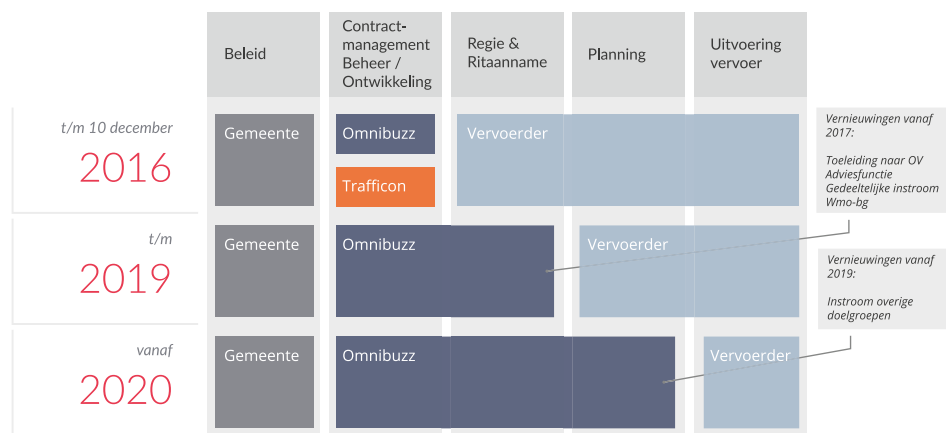 Beleid
Contract-
management
Beheer /
Ontwikkeling
Regie &
Ritaanname
Planning
Uitvoering
vervoer
t/m 10 december
2016
Gemeente
Omnibuzz
Trafficon
Vervoerder
Vernieuwingen vanaf
2017:
Toeleiding naar OV
Adviesfunctie
Gedeeltelijke instroom
Wmo-bg
t/m
2019
Gemeente
Omnibuzz
Vervoerder
Vernieuwingen vanaf
2019:
Instroom overige
doelgroepen
vanaf
2020
Gemeente
Omnibuzz
Vervoerder